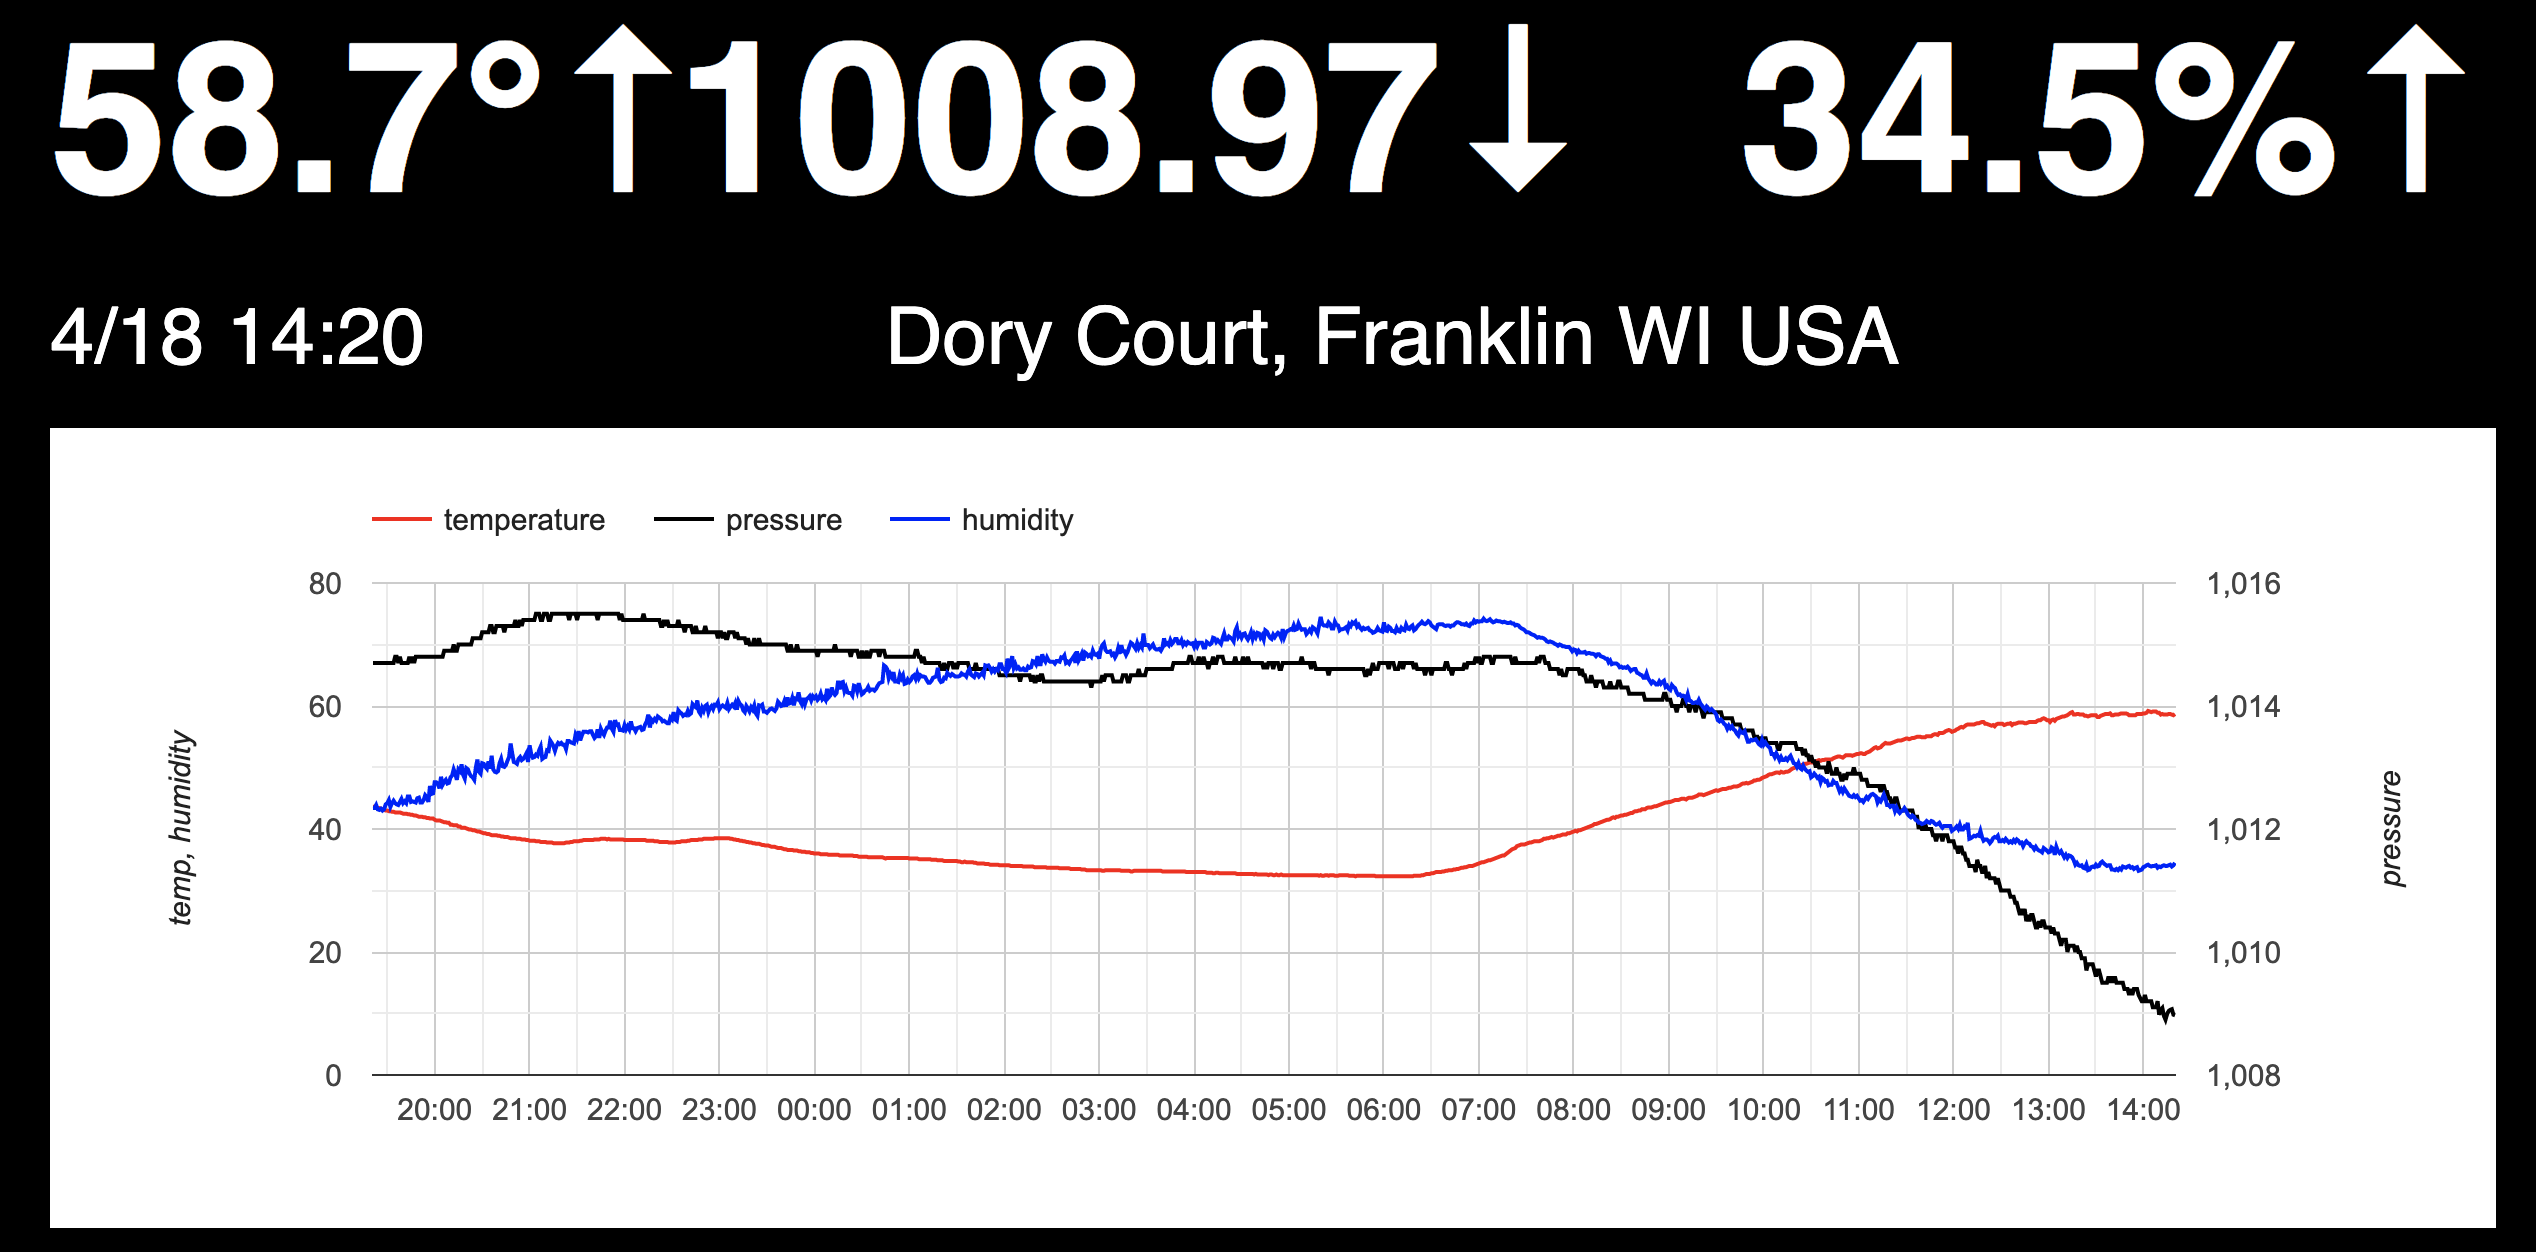 58.7°↑1008.97↓ 34.5%↑
4/18 14:20 Dory Court, Franklin WI USA
temperature pressure humidity
80 1,016
60 1,014
40 1,012
20 1,010
0 1,008
temp, humidity
pressure
20:00 21:00 22:00 23:00 00:00 01:00 02:00 03:00 04:00 05:00 06:00 07:00 08:00 09:00 10:00 11:00 12:00 13:00 14:00